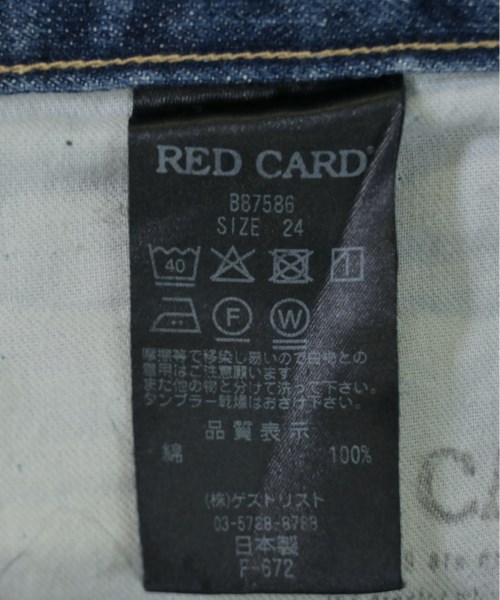 RED CARD®
B87586
SIZE 24
40
F W
摩擦等で移染し易いので白物との
着用はご注意願います
また他の物と分けて洗って下さい。
タンブラー乾燥はおさけ下さい。
品質表示
綿 100%
(株)ゲストリスト
03-5788-8788
日本製
F-672
CA
are